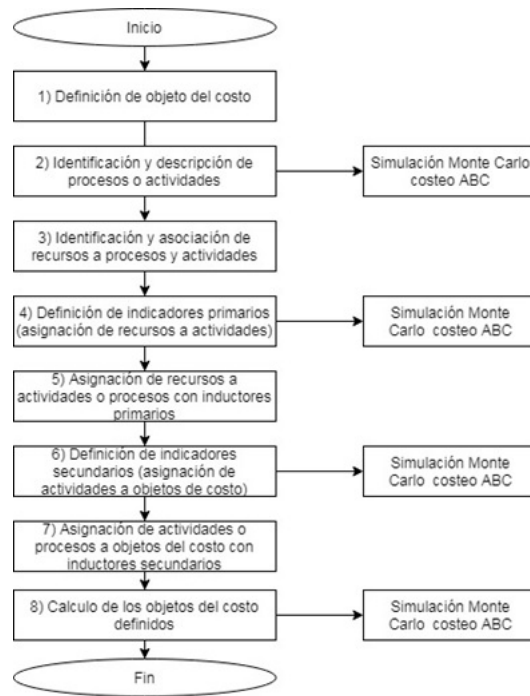 Inicio
1) Definición de objeto del costo
2) Identificación y descripción de
procesos o actividades
Simulación Monte Carlo
costeo ABC
3) Identificación y asociación de
recursos a procesos y actividades
4) Definición de indicadores primarios
(asignación de recursos a actividades)
Simulación Monte
Carlo costeo ABC
5) Asignación de recursos a
actividades o procesos con inductores
primarios
6) Definición de indicadores
secundarios (asignación de
actividades a objetos de costo)
Simulación Monte
Carlo costeo ABC
7) Asignación de actividades o
procesos a objetos del costo con
inductores secundarios
8) Calculo de los objetos del costo
definidos
Simulación Monte
Carlo costeo ABC
Fin